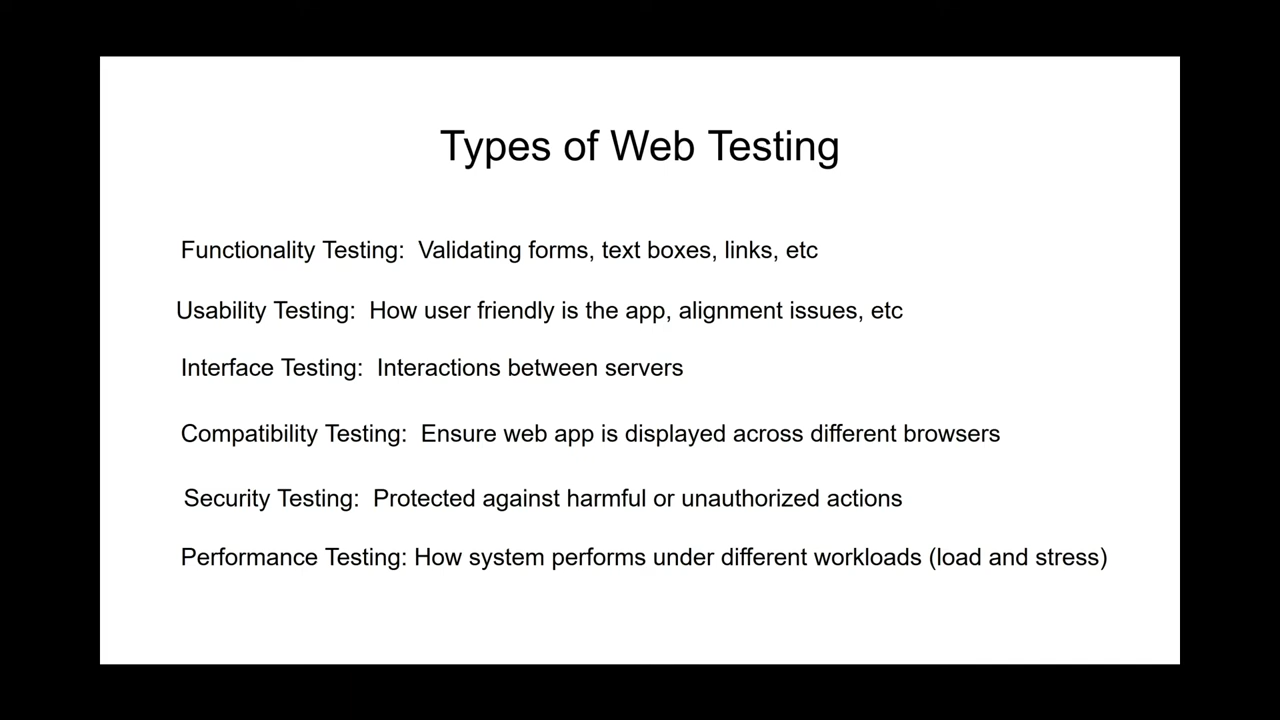 Types of Web Testing
Functionality Testing:  Validating forms, text boxes, links, etc
Usability Testing:  How user friendly is the app, alignment issues, etc
Interface Testing:  Interactions between servers
Compatibility Testing:  Ensure web app is displayed across different browsers
Security Testing:  Protected against harmful or unauthorized actions
Performance Testing: How system performs under different workloads (load and stress)